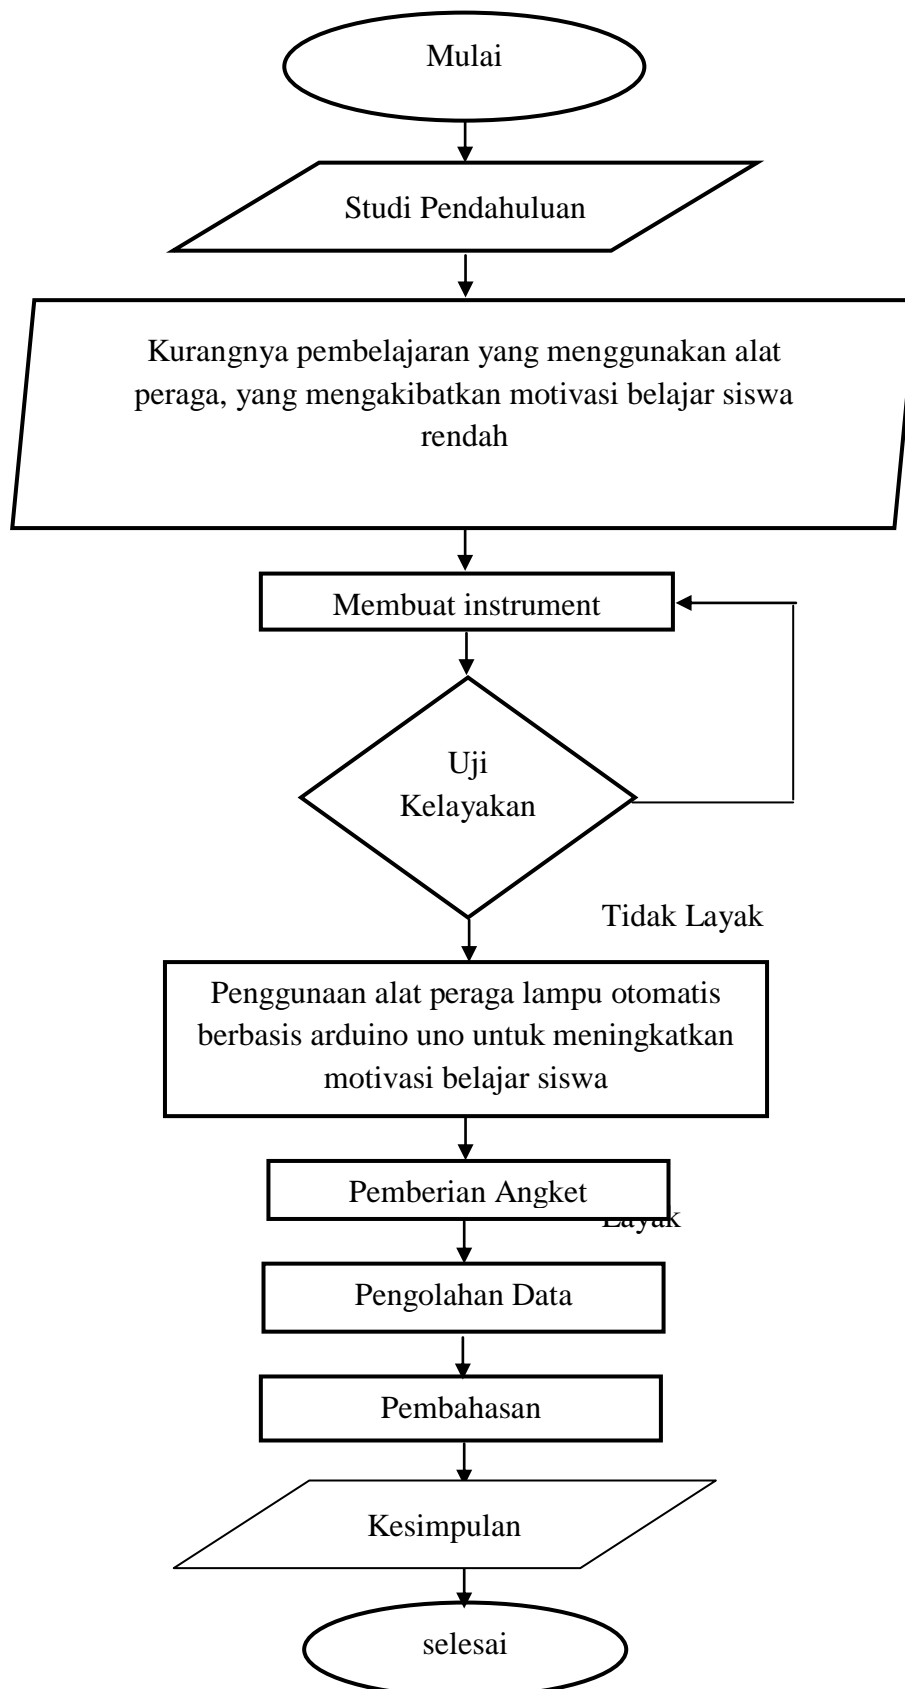 Mulai
Studi Pendahuluan
Kurangnya pembelajaran yang menggunakan alat
peraga, yang mengakibatkan motivasi belajar siswa
rendah
Membuat instrument
Uji
Kelayakan
Tidak Layak
Penggunaan alat peraga lampu otomatis
berbasis arduino uno untuk meningkatkan
motivasi belajar siswa
Pemberian Angket
Layak
Pengolahan Data
Pembahasan
Kesimpulan
selesai